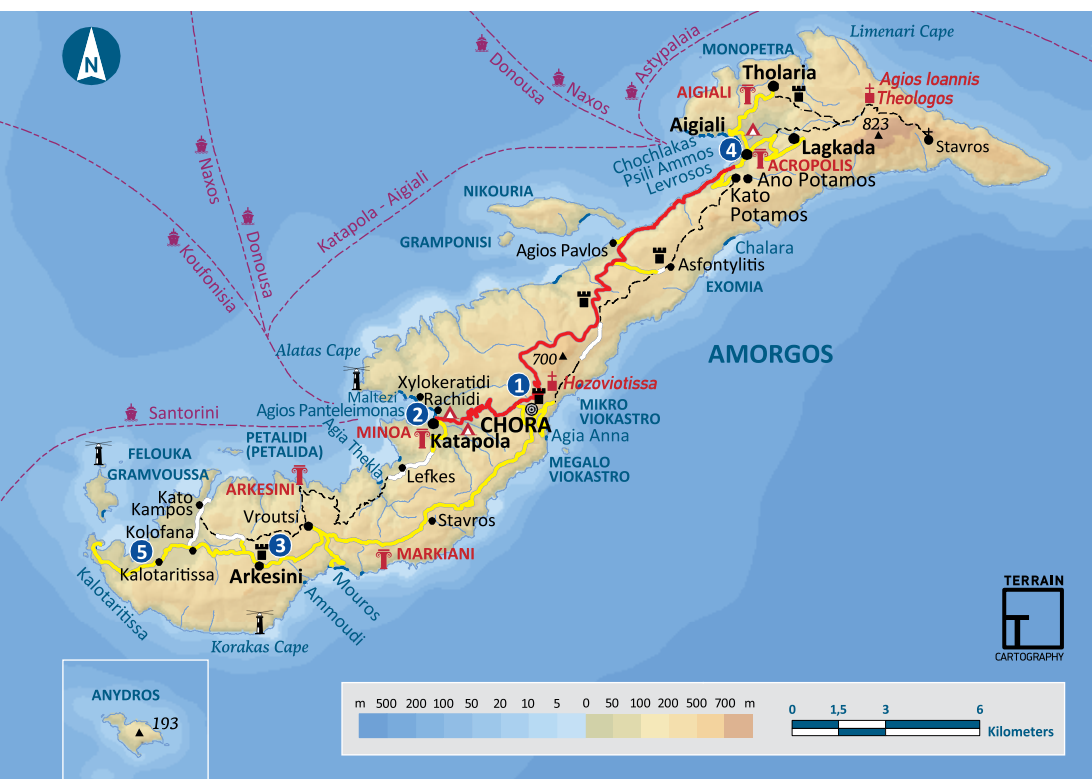 N
Limenari Cape
MONOPETRA
Tholaria
AIGIALI
Agios Ioannis
Theologos
823
Aigiali
4
Lagkada
Stavros
ACROPOLIS
Chochlakas
Psili Ammos
Levrosos
Ano Potamos
Kato
Potamos
Donousa
Naxos
Astypalaia
Naxos
Donousa
Koufonisia
Katapola - Aigiali
Santorini
NIKOURIA
GRAMPONISI
Agios Pavlos
Chalara
Asfontylitis
EXOMIA
AMORGOS
Alatas Cape
700
1
Hozoviotissa
Xylokeratidi
Maltezi
Rachidi
Agios Panteleimonas
2
MIKRO
VIOKASTRO
CHORA
MINOA
Katapola
Agia Anna
Agia Thekla
MEGALO
VIOKASTRO
PETALIDI
(PETALIDA)
FELOUKA
GRAMVOUSSA
Lefkes
ARKESINI
Kato
Kampos
Vroutsi
Stavros
Kolofana
5
3
MARKIANI
Kalotaritissa
Arkesini
Kalotaritissa
Mouros
Ammoudi
Korakas Cape
TERRAIN
T
CARTOGRAPHY
ANYDROS
193
m 500 200 100 50 20 10 5 0 50 100 200 500 700 m
0 1,5 3 6
Kilometers